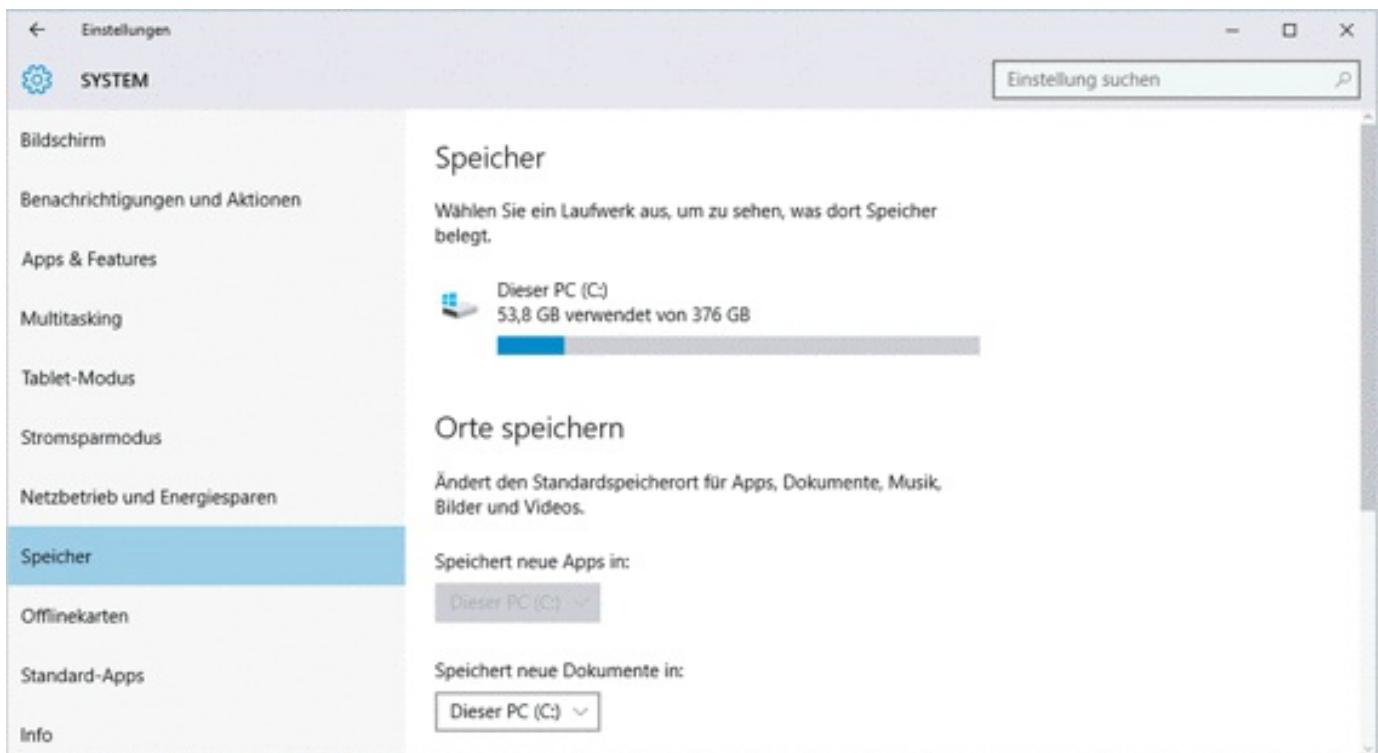 Einstellungen
SYSTEM
Einstellung suchen
Bildschirm
Benachrichtigungen und Aktionen
Apps & Features
Multitasking
Tablet-Modus
Stromsparmodus
Netzbetrieb und Energiesparen
Speicher
Offlinekarten
Standard-Apps
Info
Speicher
Wählen Sie ein Laufwerk aus, um zu sehen, was dort Speicher
belegt.
Dieser PC (C:)
53,8 GB verwendet von 376 GB
Orte speichern
Ändert den Standardspeicherort für Apps, Dokumente, Musik,
Bilder und Videos.
Speichert neue Apps in:
Dieser PC (C:)
Speichert neue Dokumente in:
Dieser PC (C:)